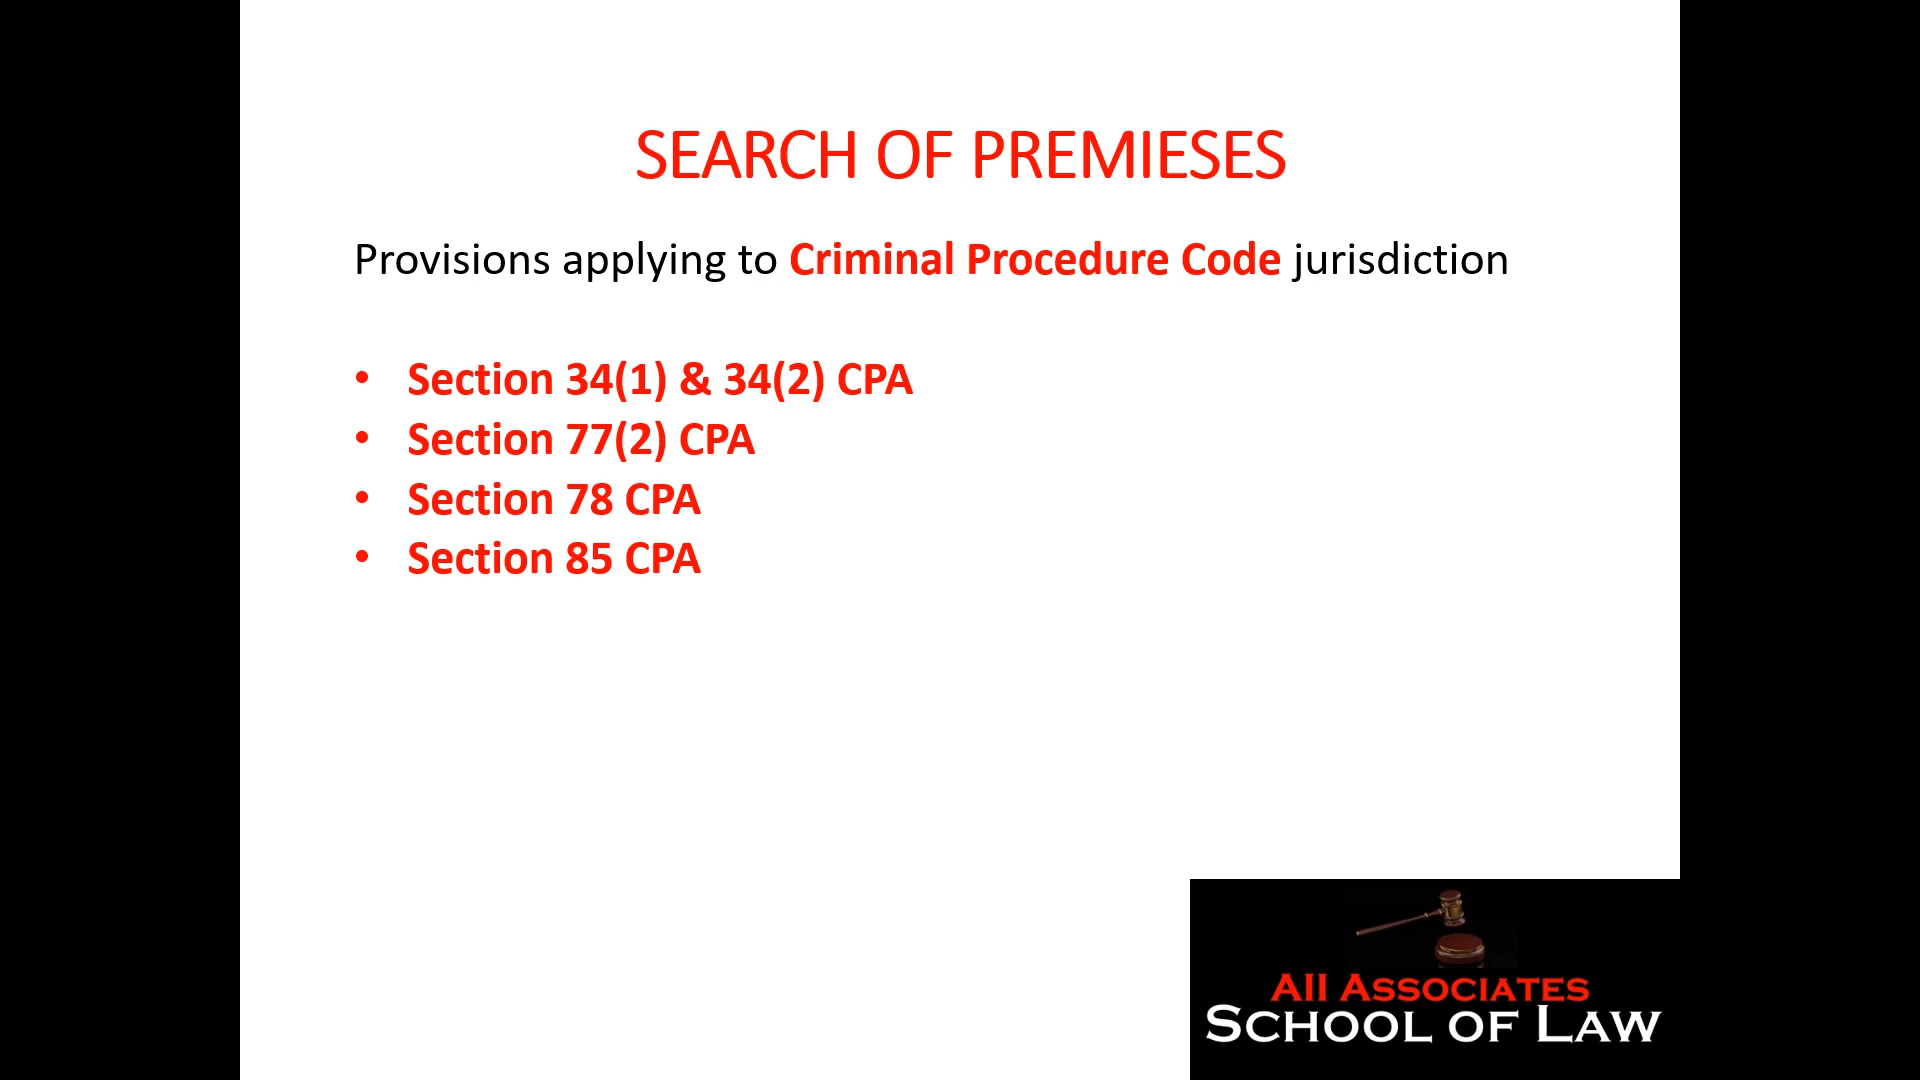 SEARCH OF PREMIESES
Provisions applying to Criminal Procedure Code jurisdiction
• Section 34(1) & 34(2) CPA
• Section 77(2) CPA
• Section 78 CPA
• Section 85 CPA
All Associates
School of Law